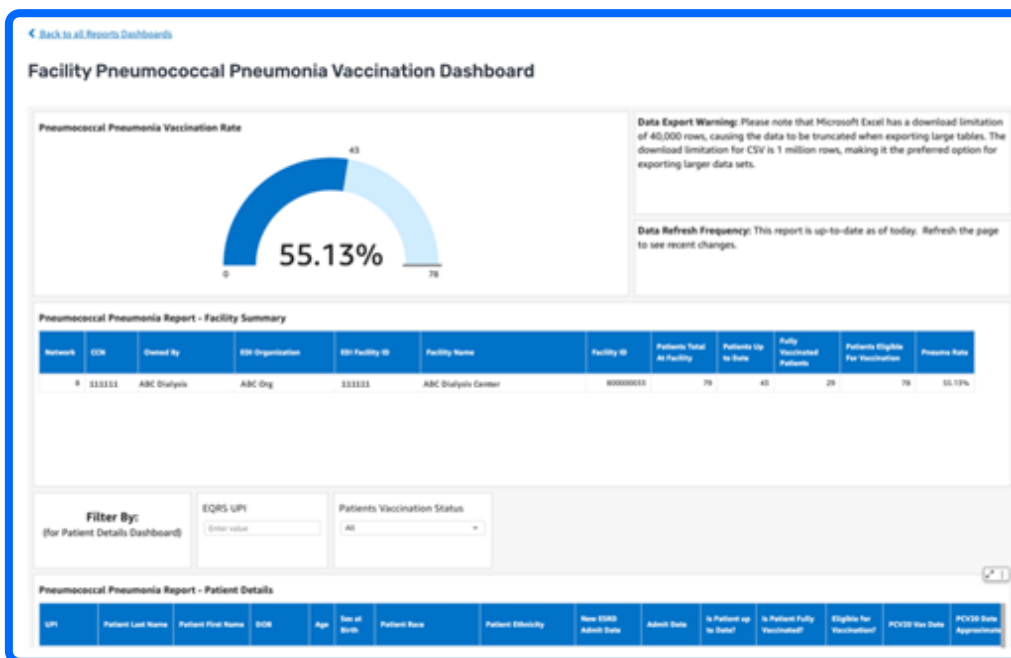 Back to all Reports Dashboards
Facility Pneumococcal Pneumonia Vaccination Dashboard
Pneumococcal Pneumonia Vaccination Rate
43
55.13%
0
78
Data Export Warning: Please note that Microsoft Excel has a download limitation
of 40,000 rows, causing the data to be truncated when exporting large tables. The
download limitation for CSV is 1 million rows, making it the preferred option for
exporting larger data sets.
Data Refresh Frequency: This report is up-to-date as of today. Refresh the page
to see recent changes.
Pneumococcal Pneumonia Report - Facility Summary
Network CCN Owned By EDI Organization EDI Facility ID Facility Name Facility ID Patients Total At Facility Patients Up to Date Fully Vaccinated Patients Patients Eligible For Vaccination Pneumo Rate
111111 ABC Dialysis ABC Org 111111 ABC Dialysis Center 43 78 55.13%
Filter By:
(for Patient Details Dashboard)
EQRS UPI
Enter value
Patients Vaccination Status
All
Pneumococcal Pneumonia Report - Patient Details
UPI Patient Last Name Patient First Name DOB Age Sex at Birth Patient Race Patient Ethnicity New ESRD Admit Date Admit Date Is Patient up to Date? Is Patient Fully Vaccinated? Eligible for Vaccination? PCV20 Vax Date PCV20 Date Approximate